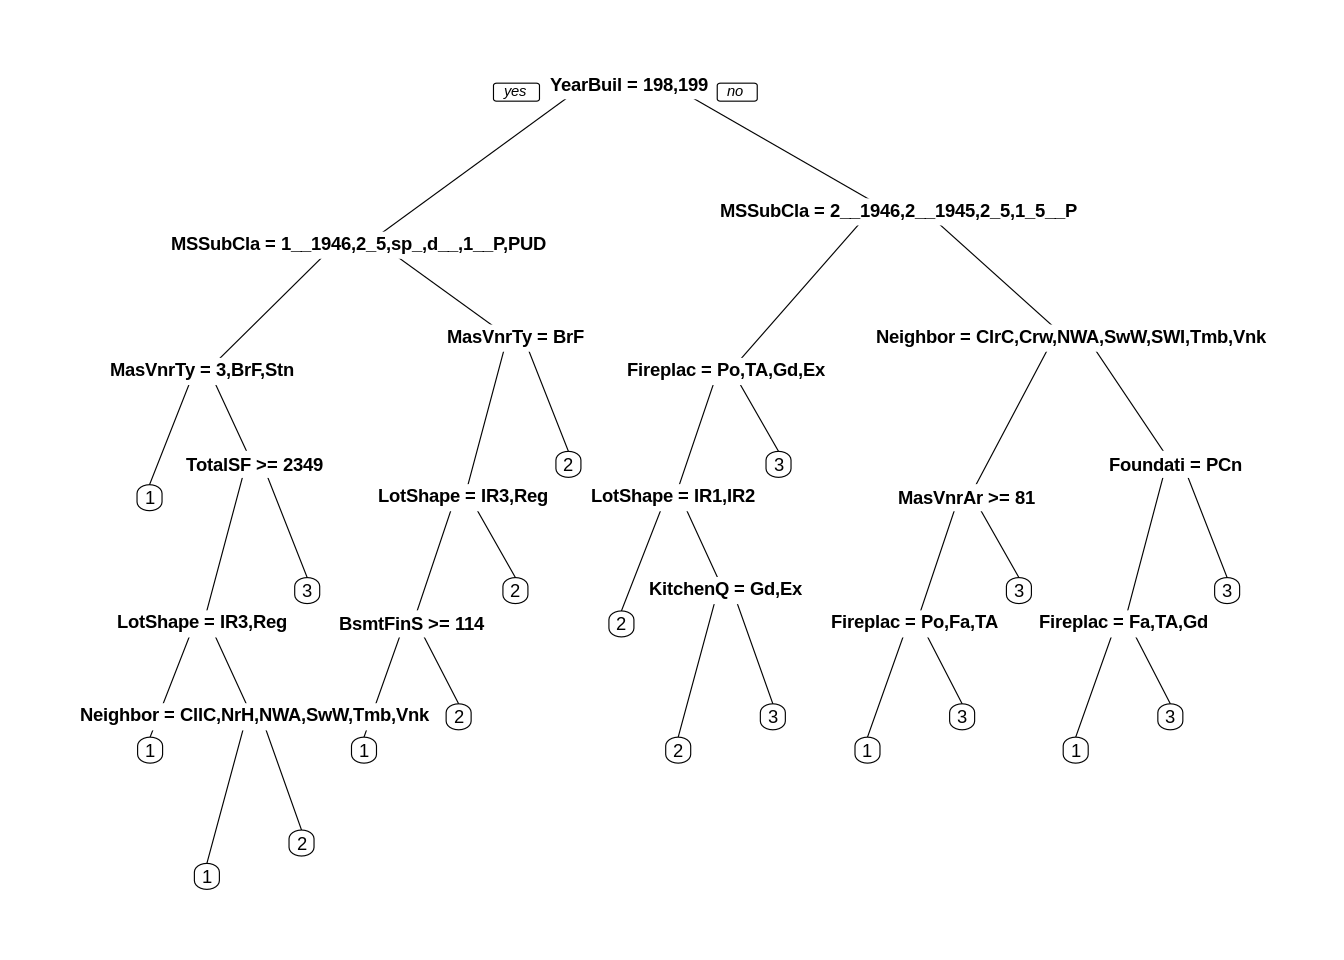 yes YearBuil = 198,199 no
MSSubCla = 2__1946,2__1945,2_5,1_5__P
MSSubCla = 1__1946,2_5,sp_,d__,1__P,PUD
MasVnrTy = BrF
Neighbor = ClrC,Crw,NWA,SwW,SWI,Tmb,Vnk
MasVnrTy = 3,BrF,Stn
Fireplac = Po,TA,Gd,Ex
TotalSF >= 2349
2
3
Foundati = PCn
1
LotShape = IR3,Reg
LotShape = IR1,IR2
MasVnrAr >= 81
3
2
KitchenQ = Gd,Ex
3
3
LotShape = IR3,Reg
BsmtFinS >= 114
2
Fireplac = Po,Fa,TA
Fireplac = Fa,TA,Gd
Neighbor = CllC,NrH,NWA,SwW,Tmb,Vnk
2
3
3
3
1
1
2
1
1
2
1